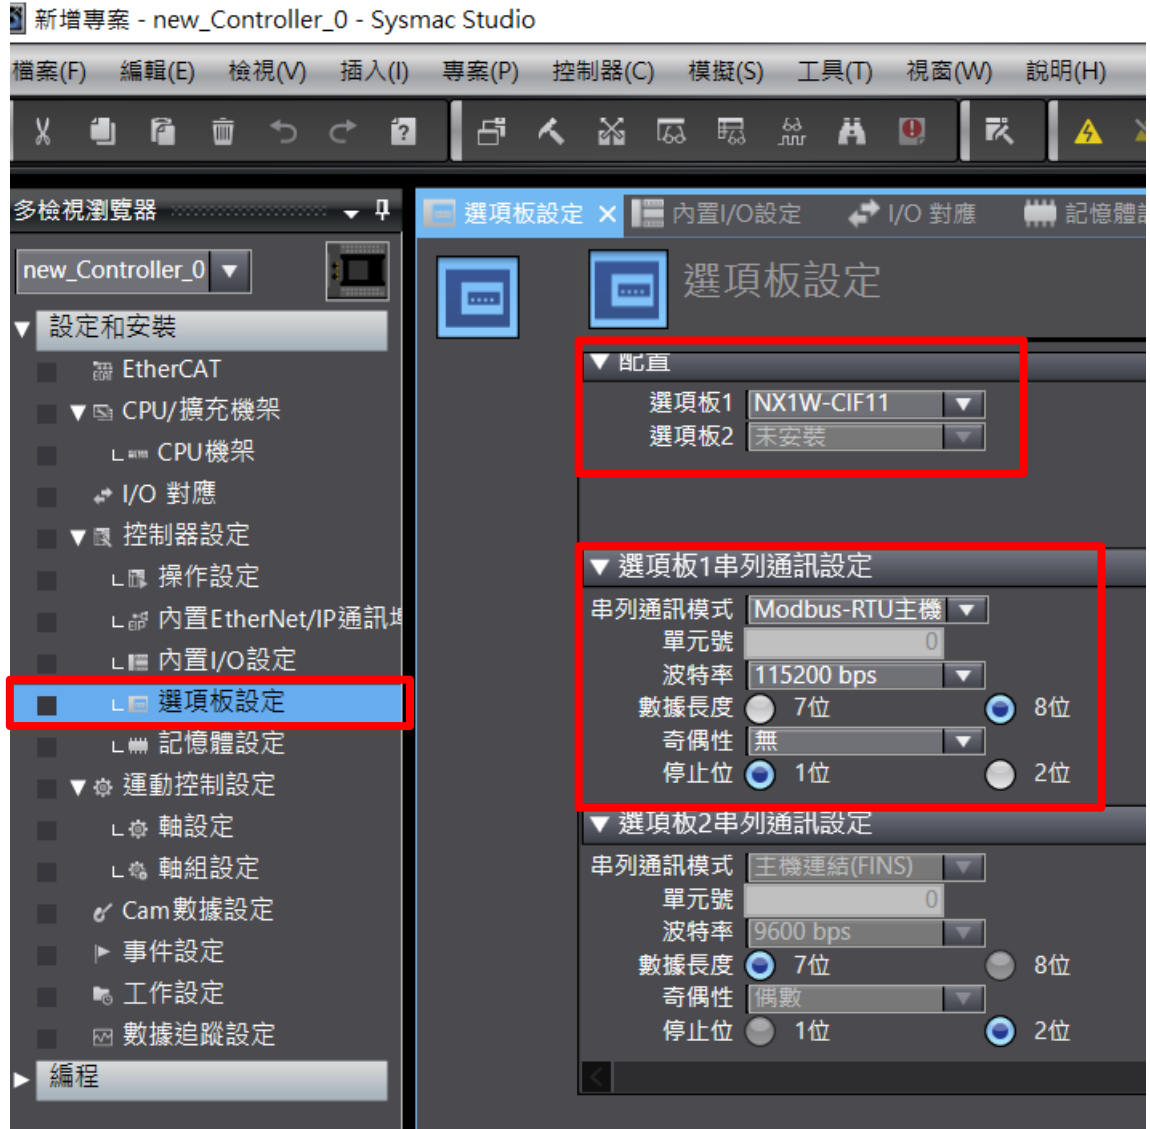 新增專案 - new_Controller_0 - Sysmac Studio
檔案(F) 編輯(E) 檢視(V) 插入(I) 專案(P) 控制器(C) 模擬(S) 工具(T) 視窗(W) 說明(H)
多檢視瀏覽器
new_Controller_0
設定和安裝
EtherCAT
CPU/擴充機架
CPU機架
I/O 對應
控制器設定
操作設定
內置EtherNet/IP通訊
內置I/O設定
選項板設定
記憶體設定
運動控制設定
軸設定
軸組設定
Cam數據設定
事件設定
工作設定
數據追蹤設定
編程
選項板設定 內置I/O設定 I/O 對應 記憶體
選項板設定
配置
選項板1 NX1W-CIF11
選項板2 未安裝
選項板1串列通訊設定
串列通訊模式 Modbus-RTU主機
單元號 0
波特率 115200 bps
數據長度 7位 8位
奇偶性 無
停止位 1位 2位
選項板2串列通訊設定
串列通訊模式 主機連結(FINS)
單元號 0
波特率 9600 bps
數據長度 7位 8位
奇偶性 偶數
停止位 1位 2位